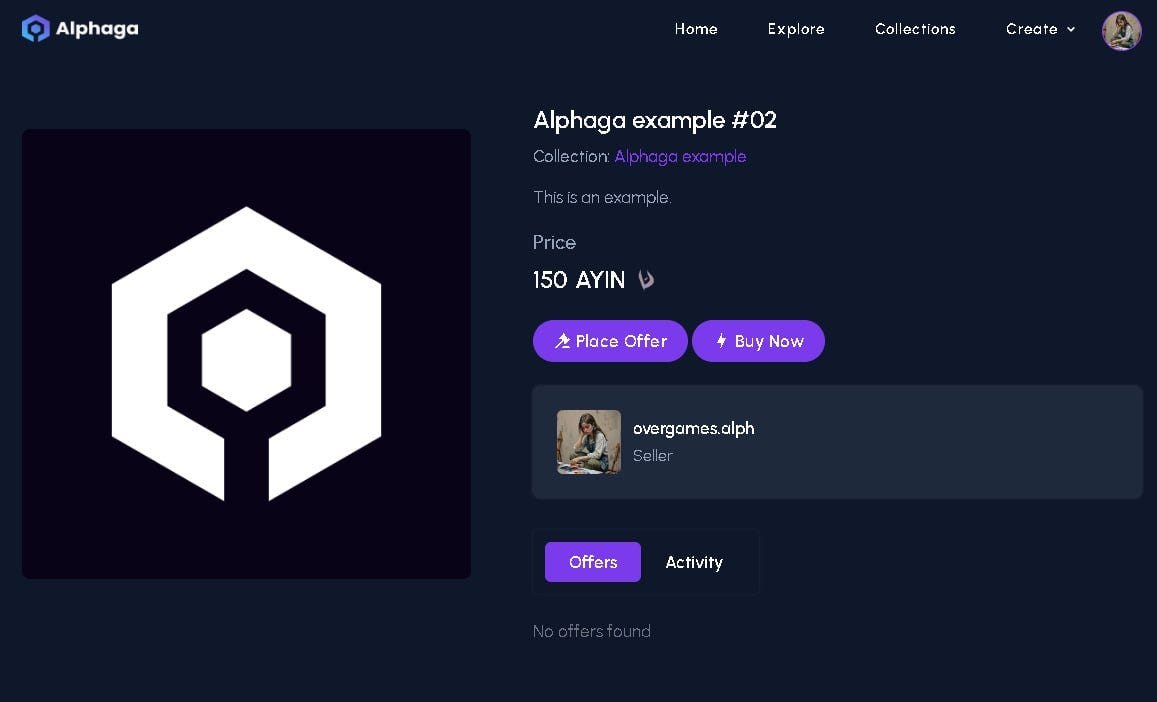 Alphaga
Home Explore Collections Create
Alphaga example #02
Collection: Alphaga example
This is an example.
Price
150 AYIN
Place Offer Buy Now
overgames.alph
Seller
Offers Activity
No offers found